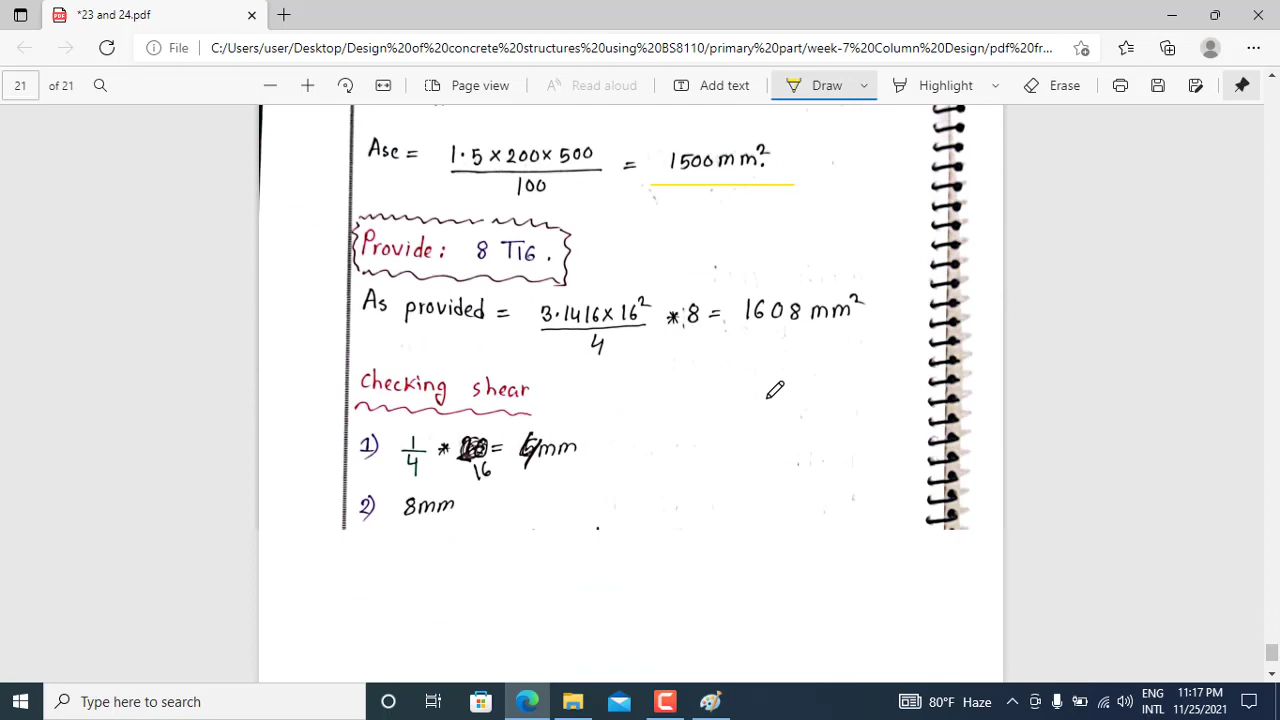 *23 and 24.pdf
File C:/Users/user/Desktop/Design%20of%20concrete%20structures%20using%20BS8110/primary%20part/week-7%20Column%20Design/pdf%20fr...
21 of 21 Page view Read aloud Add text Draw Highlight Erase
Asc = 1.5 × 200 × 500 / 100 = 1500 mm².
Provide: 8 T16.
As provided = 3.1416 × 16² / 4 * 8 = 1608 mm²
Checking shear
1) 1/4 * 16 = mm
2) 8mm
Type here to search
80°F Haze
ENG
INTL
1:17 PM
11/25/2021